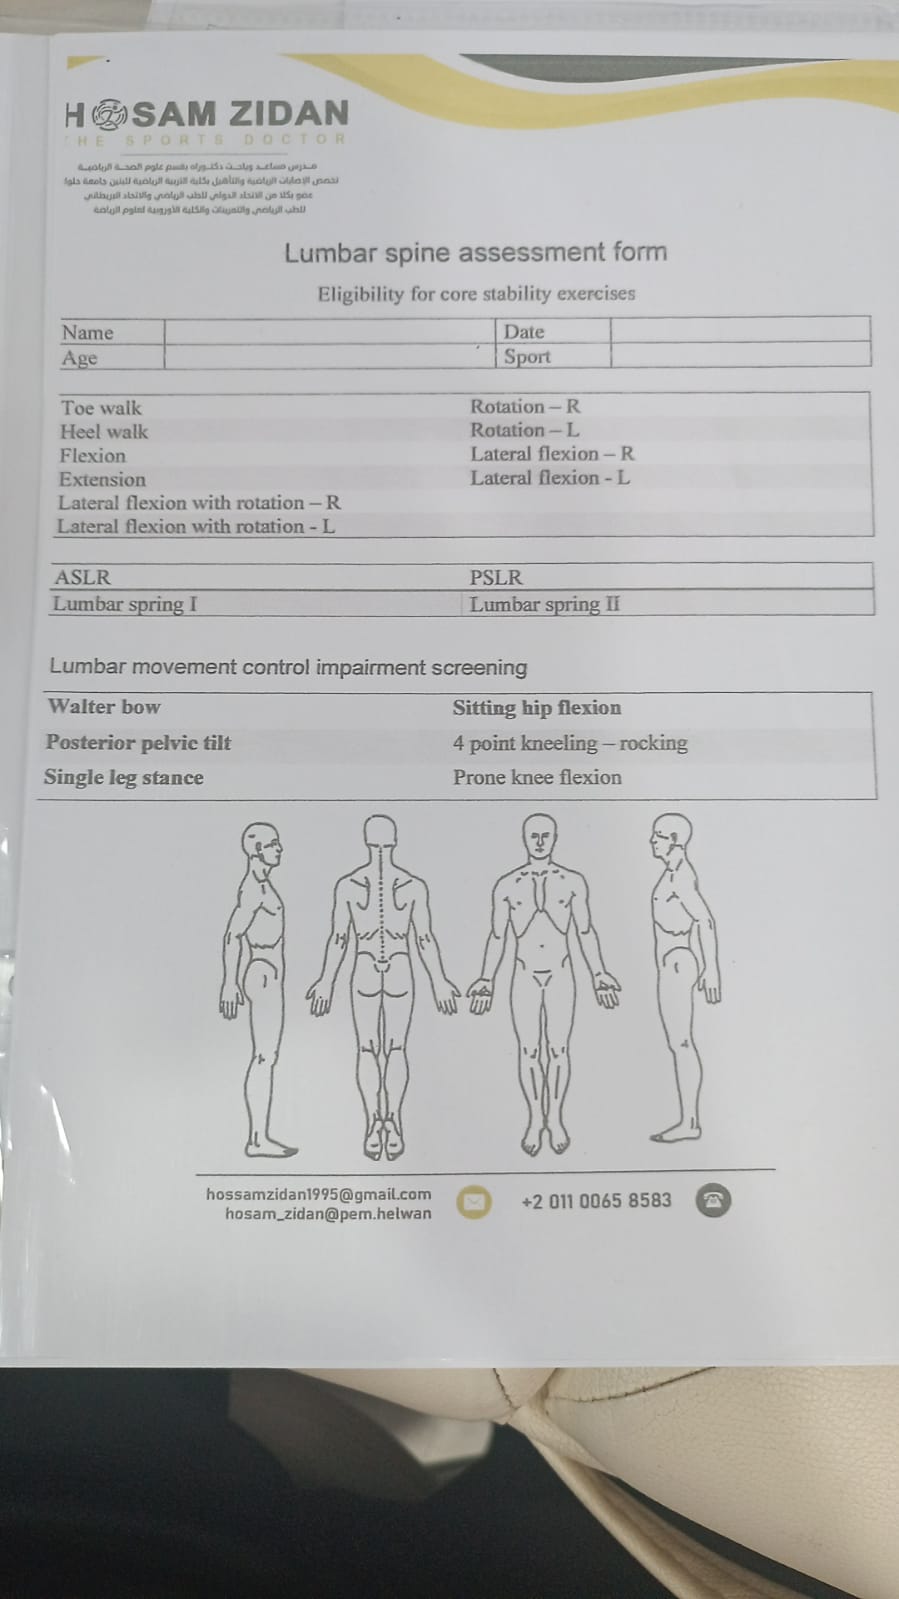 HOSAM ZIDAN
THE SPORTS DOCTOR
مدرس مساعد وباحث دكتوراه بقسم علوم الصحة الرياضية
تخصص الإصابات الرياضية والتأهيل بكلية التربية الرياضية للبنين جامعة حلوا
عضو بكلا من الاتحاد الدولي للطب الرياضي والاتحاد البريطاني
للطب الرياضي والتمرينات والكلية الأوروبية لعلوم الرياضة
Lumbar spine assessment form
Eligibility for core stability exercises
Name Date
Age Sport
Toe walk Rotation – R
Heel walk Rotation – L
Flexion Lateral flexion – R
Extension Lateral flexion - L
Lateral flexion with rotation – R
Lateral flexion with rotation - L
ASLR PSLR
Lumbar spring I Lumbar spring II
Lumbar movement control impairment screening
Walter bow Sitting hip flexion
Posterior pelvic tilt 4 point kneeling – rocking
Single leg stance Prone knee flexion
hossamzidan1995@gmail.com +2 011 0065 8583
hosam_zidan@pem.helwan